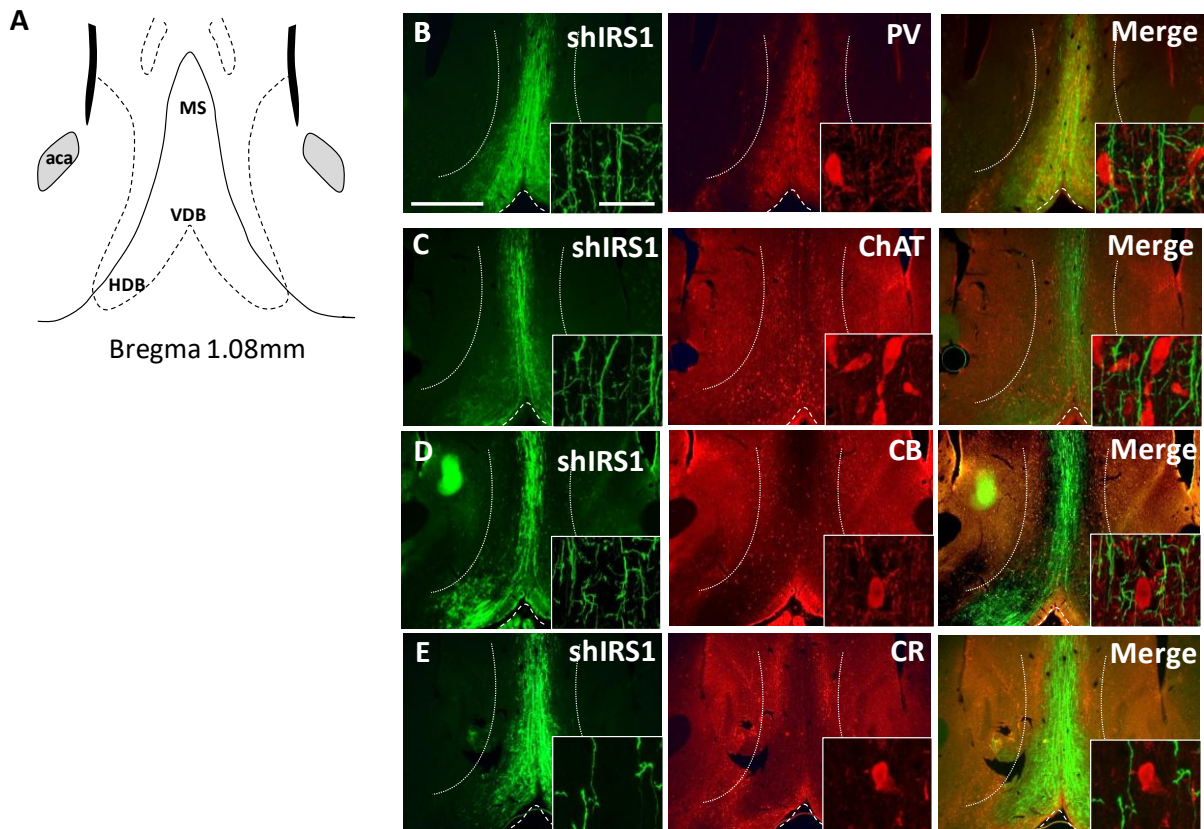 A
MS
aca
VDB
HDB
Bregma 1.08mm
B shIRS1 PV Merge
C shIRS1 ChAT Merge
D shIRS1 CB Merge
E shIRS1 CR Merge